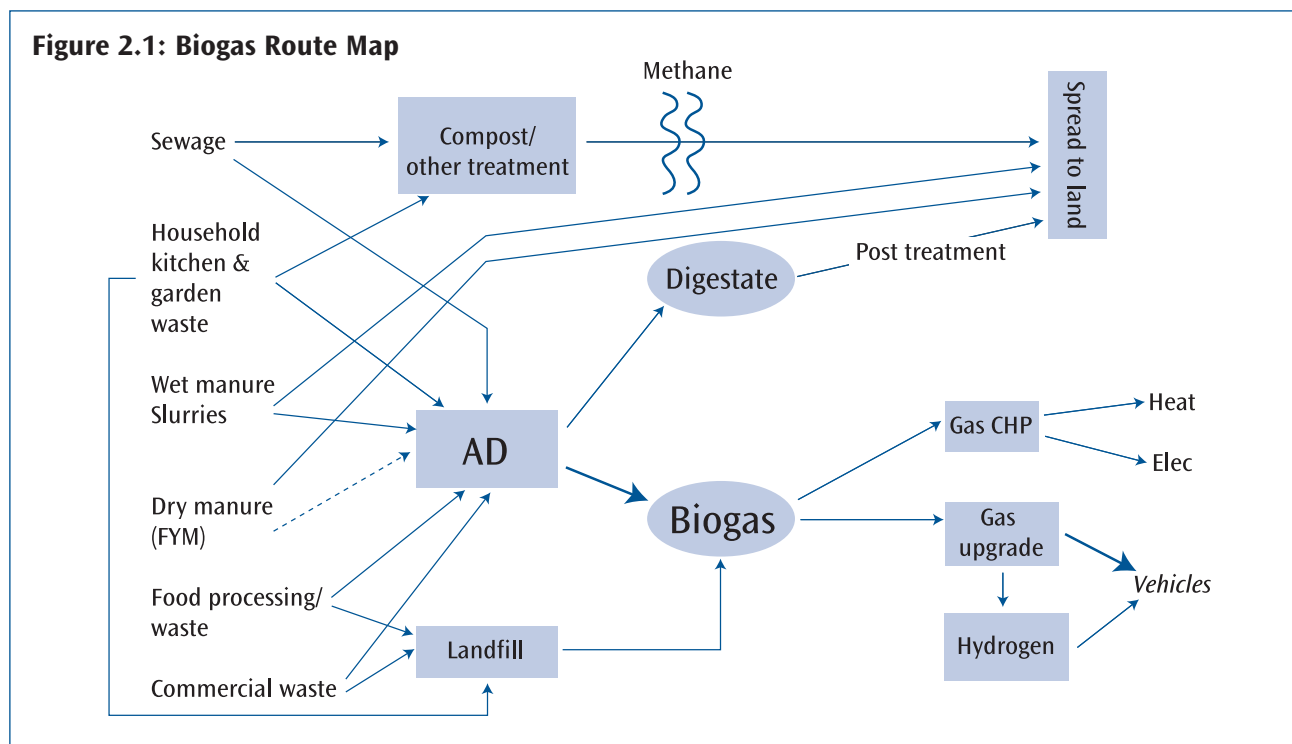 Figure 2.1: Biogas Route Map
Methane
Sewage
Compost/
other treatment
Spread to land
Household
kitchen &
garden
waste
Digestate
Post treatment
Wet manure
Slurries
AD
Gas CHP
Heat
Elec
Dry manure
(FYM)
Biogas
Gas
upgrade
Vehicles
Food processing/
waste
Landfill
Hydrogen
Commercial waste